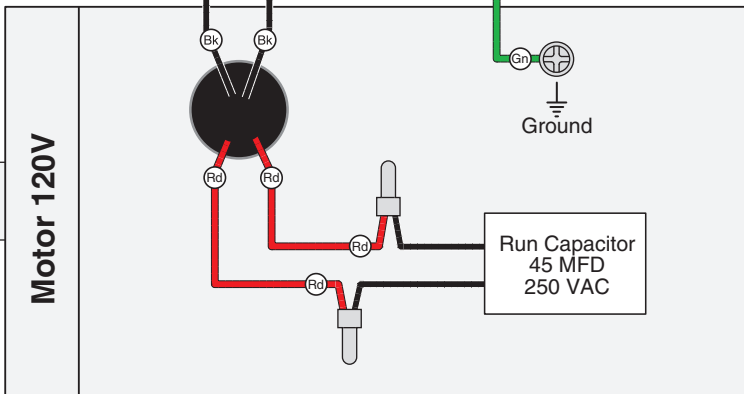 Bk
Bk
Gn
Ground
Motor 120V
Rd
Rd
Rd
Run Capacitor
45 MFD
250 VAC
Rd